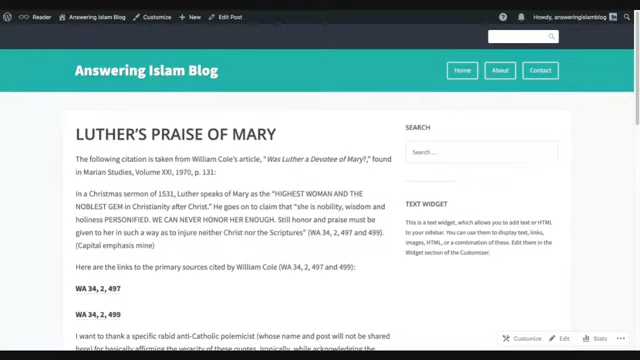 Reader Answering Islam Blog Customize New Edit Post Howdy, answeringislamblog
Answering Islam Blog
Home About Contact
LUTHER'S PRAISE OF MARY
The following citation is taken from William Cole's article, "Was Luther a Devotee of Mary?," found
in Marian Studies, Volume XXI, 1970, p. 131:
In a Christmas sermon of 1531, Luther speaks of Mary as the "HIGHEST WOMAN AND THE
NOBLEST GEM in Christianity after Christ." He goes on to claim that "she is nobility, wisdom and
holiness PERSONIFIED. WE CAN NEVER HONOR HER ENOUGH. Still honor and praise must be
given to her in such a way as to injure neither Christ nor the Scriptures" (WA 34, 2, 497 and 499).
(Capital emphasis mine)
Here are the links to the primary sources cited by William Cole (WA 34, 2, 497 and 499):
WA 34, 2, 497
WA 34, 2, 499
I want to thank a specific rabid anti-Catholic polemicist (whose name and post will not be shared
here) for basically affirming the veracity of these quotes. Ironically, while acknowledging the
SEARCH
Search …
TEXT WIDGET
This is a text widget, which allows you to add text or HTML
to your sidebar. You can use them to display text, links,
images, HTML, or a combination of these. Edit them in the
Widget section of the Customizer.
Customize Edit Stats